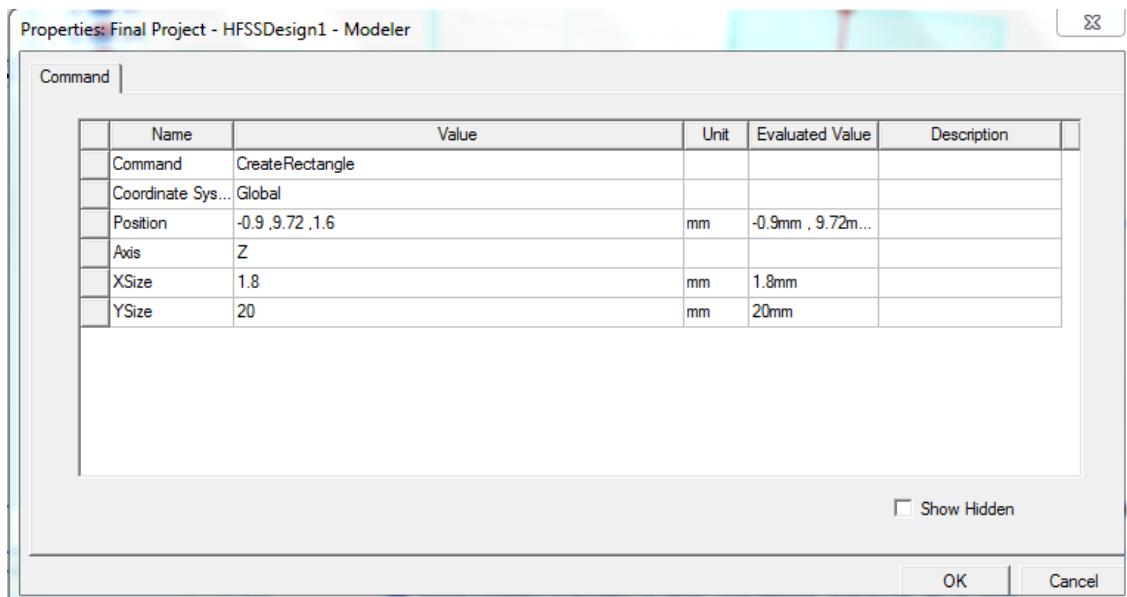 Properties: Final Project - HFSSDesign1 - Modeler
Command
Name Value Unit Evaluated Value Description
Command CreateRectangle
Coordinate Sys... Global
Position -0.9 ,9.72 ,1.6 mm -0.9mm , 9.72m...
Axis Z
XSize 1.8 mm 1.8mm
YSize 20 mm 20mm
Show Hidden
OK Cancel